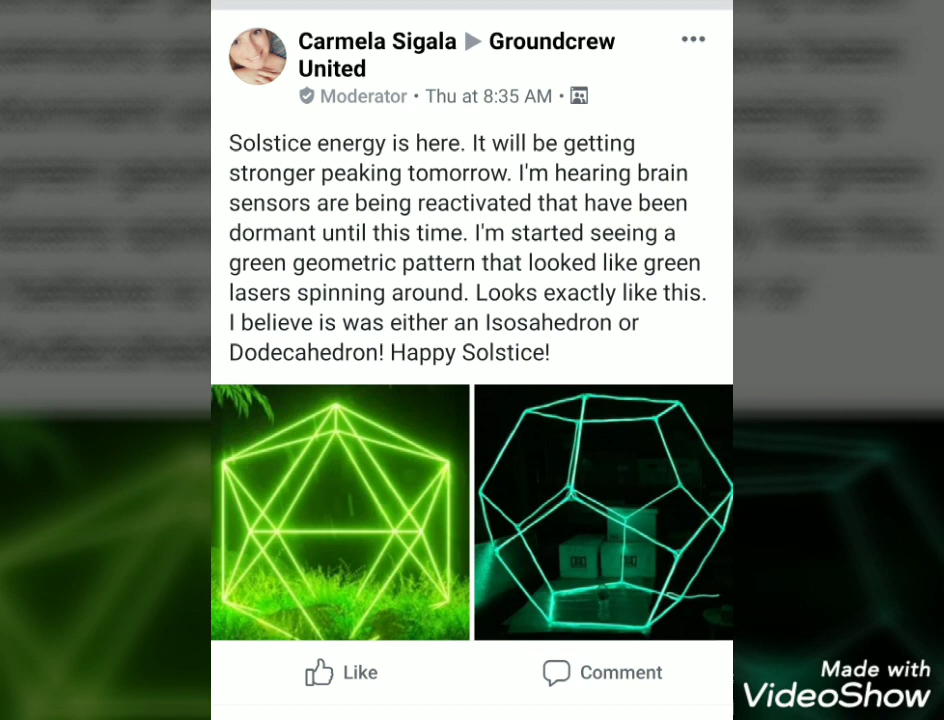 Carmela Sigala ▶ Groundcrew
United
Moderator • Thu at 8:35 AM •
Solstice energy is here. It will be getting
stronger peaking tomorrow. I'm hearing brain
sensors are being reactivated that have been
dormant until this time. I'm started seeing a
green geometric pattern that looked like green
lasers spinning around. Looks exactly like this.
I believe is was either an Isosahedron or
Dodecahedron! Happy Solstice!
Like
Comment
Made with
VideoShow